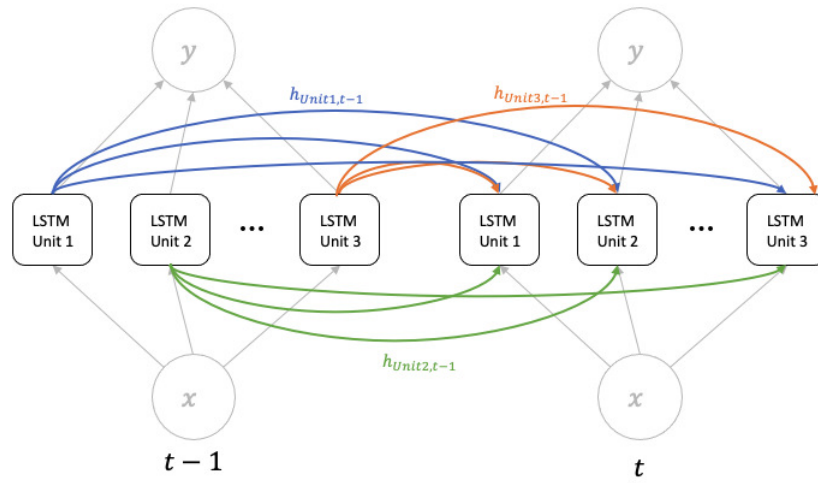 y
y
h_{Unit1,t-1}
h_{Unit3,t-1}
LSTM
Unit 1
LSTM
Unit 2
...
LSTM
Unit 3
LSTM
Unit 1
LSTM
Unit 2
...
LSTM
Unit 3
h_{Unit2,t-1}
x
x
t − 1
t